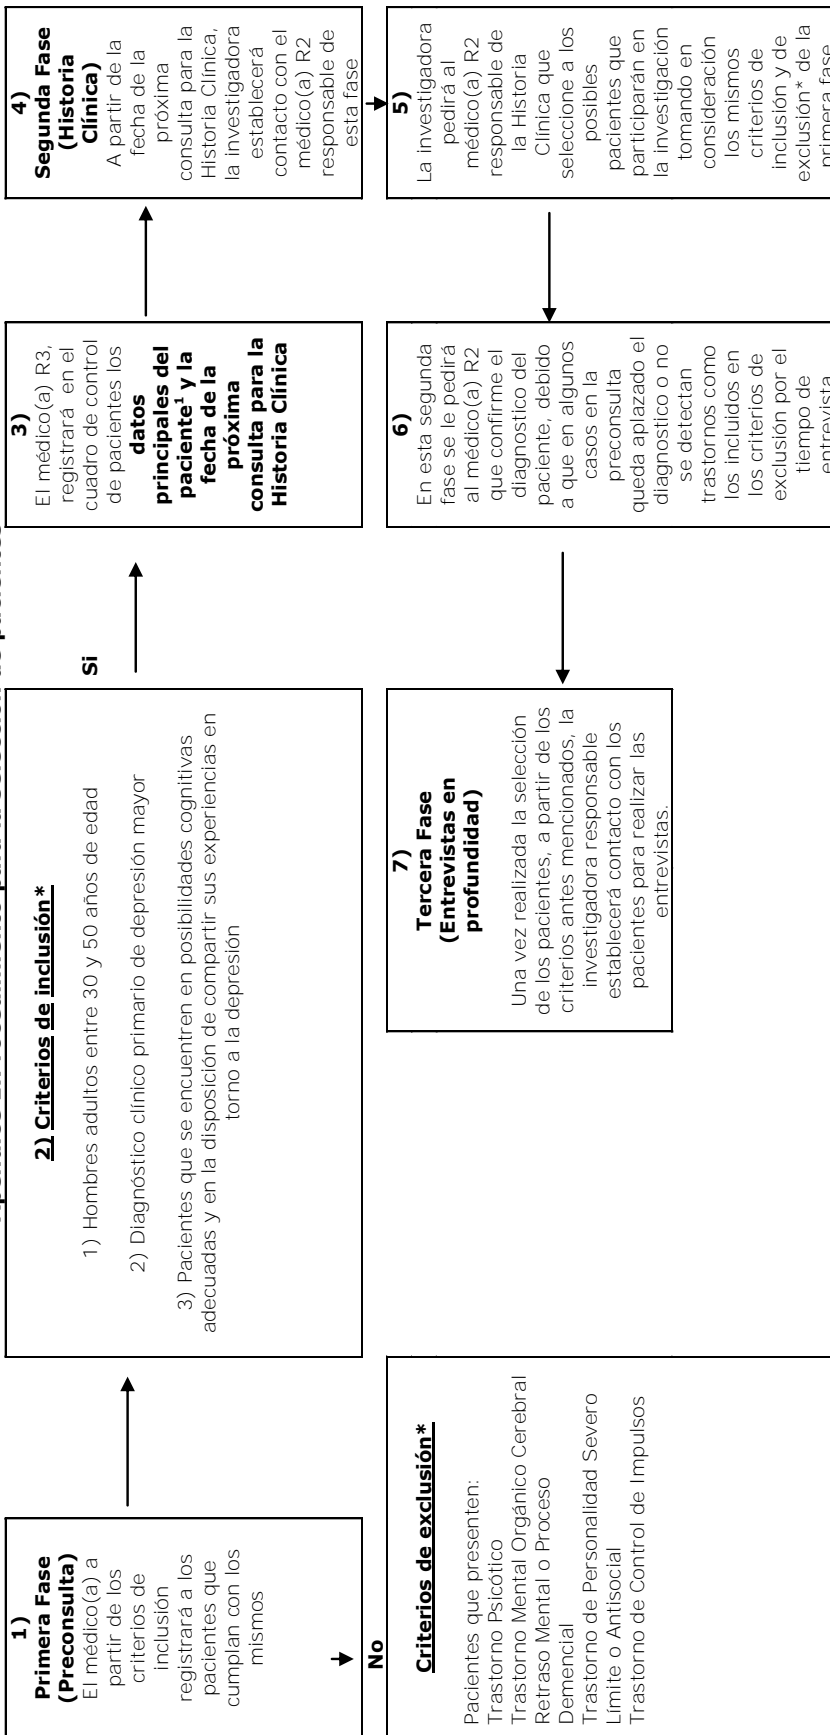 1)
Primera Fase
(Preconsulta)
El médico(a) a
partir de los
criterios de
inclusión
registrará a los
pacientes que
cumplan con los
mismos
No
Criterios de exclusión*
Pacientes que presenten:
Trastorno Psicótico
Trastorno Mental Orgánico Cerebral
Retraso Mental o Proceso
Demencial
Trastorno de Personalidad Severo
Límite o Antisocial
Trastorno de Control de Impulsos
2) Criterios de inclusión*
1) Hombres adultos entre 30 y 50 años de edad
2) Diagnóstico clínico primario de depresión mayor
3) Pacientes que se encuentren en posibilidades cognitivas
adecuadas y en la disposición de compartir sus experiencias en
torno a la depresión
Si
3)
El médico(a) R3,
registrará en el
cuadro de control
de pacientes los
datos
principales del
paciente¹ y la
fecha de la
próxima
consulta para la
Historia Clínica
4)
Segunda Fase
(Historia
Clínica)
A partir de la
fecha de la
próxima
consulta para la
Historia Clínica,
la investigadora
establecerá
contacto con el
médico(a) R2
responsable de
esta fase
5)
La investigadora
pedirá al
médico(a) R2
responsable de
la Historia
Clínica que
seleccione a los
posibles
pacientes que
participarán en
la investigación
tomando en
consideración
los mismos
criterios de
inclusión y de
exclusión* de la
primera fase
6)
En esta segunda
fase se le pedirá
al médico(a) R2
que confirme el
diagnostico del
paciente, debido
a que en algunos
casos en la
preconsulta
queda aplazado el
diagnostico o no
se detectan
trastornos como
los incluidos en
los criterios de
exclusión por el
tiempo de
entrevista
7)
Tercera Fase
(Entrevistas en
profundidad)
Una vez realizada la selección
de los pacientes, a partir de los
criterios antes mencionados, la
investigadora responsable
establecerá contacto con los
pacientes para realizar las
entrevistas.